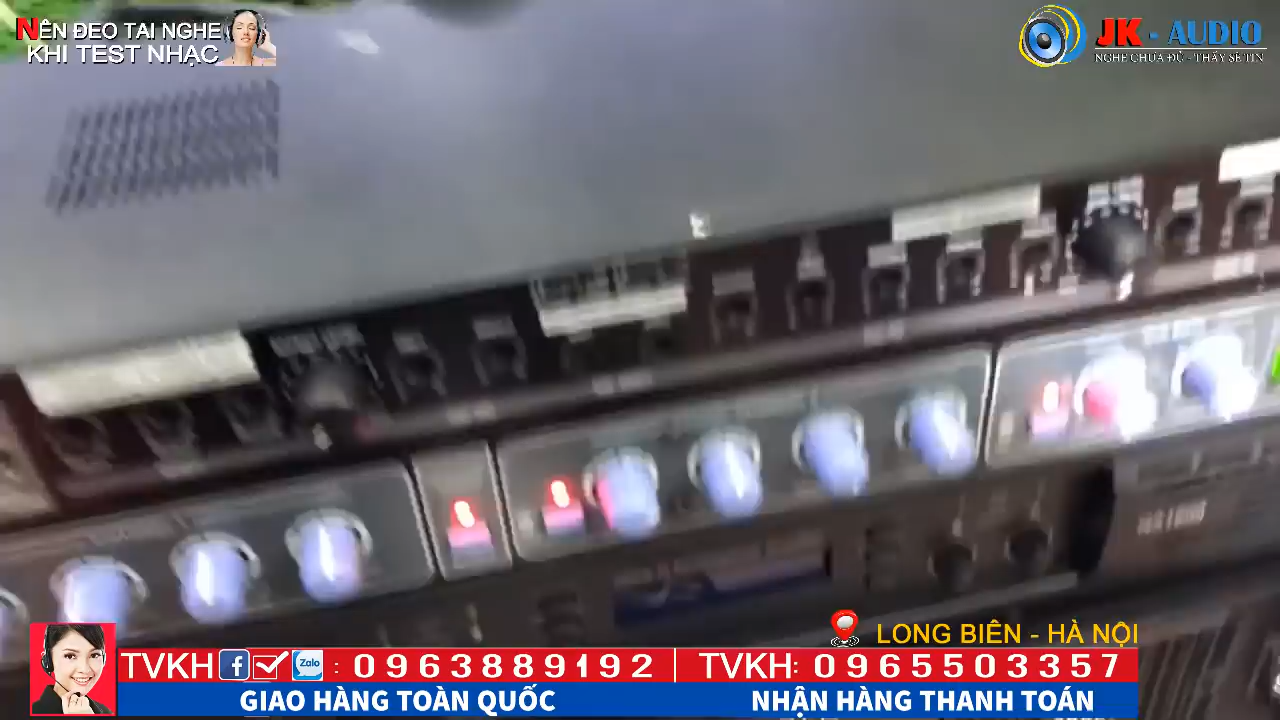 NÊN ĐEO TAI NGHE
KHI TEST NHẠC
JK - AUDIO
NGHE CHƯA ĐỦ - THẤY SẼ TIN
LONG BIÊN - HÀ NỘI
TVKH f Zalo : 0963889192 | TVKH: 0965503357
GIAO HÀNG TOÀN QUỐC
NHẬN HÀNG THANH TOÁN